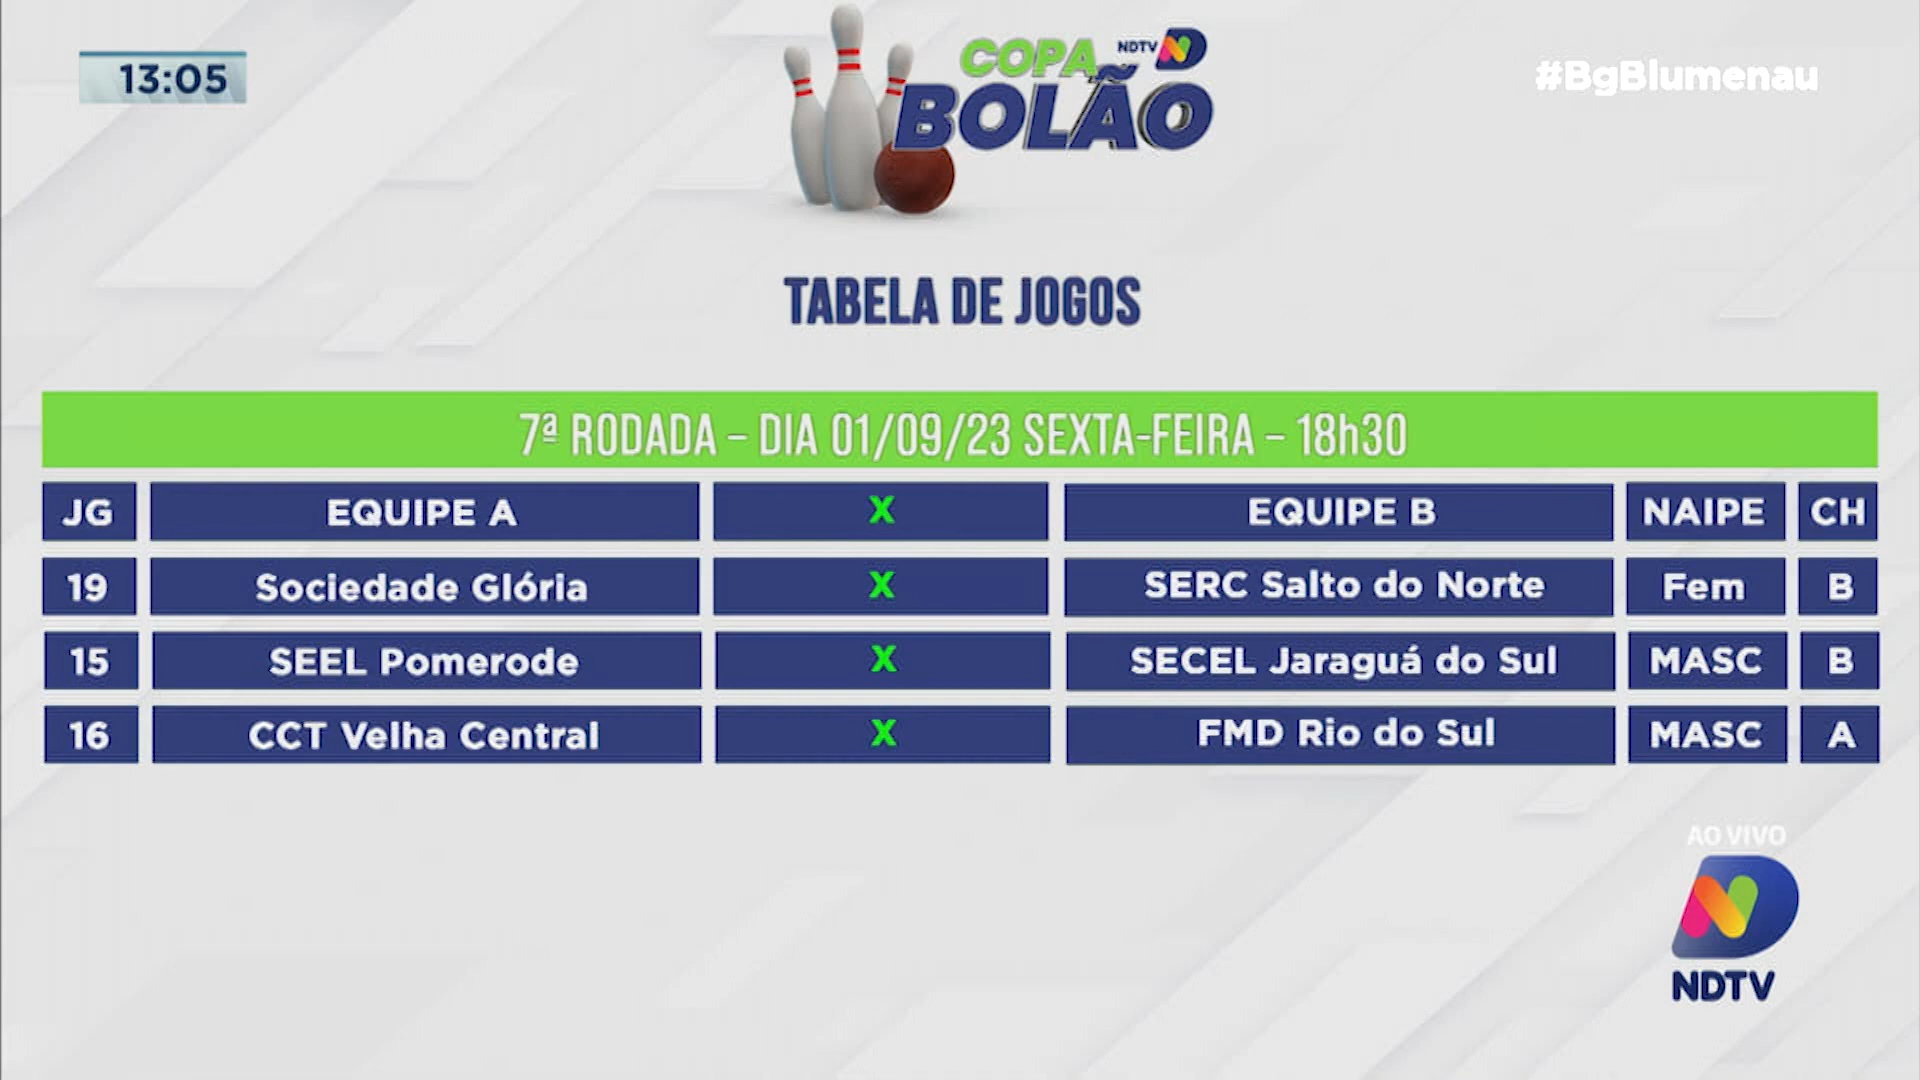 13:05
COPA NDTV
BOLÃO
#BgBlumenau
TABELA DE JOGOS
7ª RODADA – DIA 01/09/23 SEXTA-FEIRA – 18h30
JG EQUIPE A X EQUIPE B NAIPE CH
19 Sociedade Glória X SERC Salto do Norte Fem B
15 SEEL Pomerode X SECEL Jaraguá do Sul MASC B
16 CCT Velha Central X FMD Rio do Sul MASC A
AO VIVO
NDTV